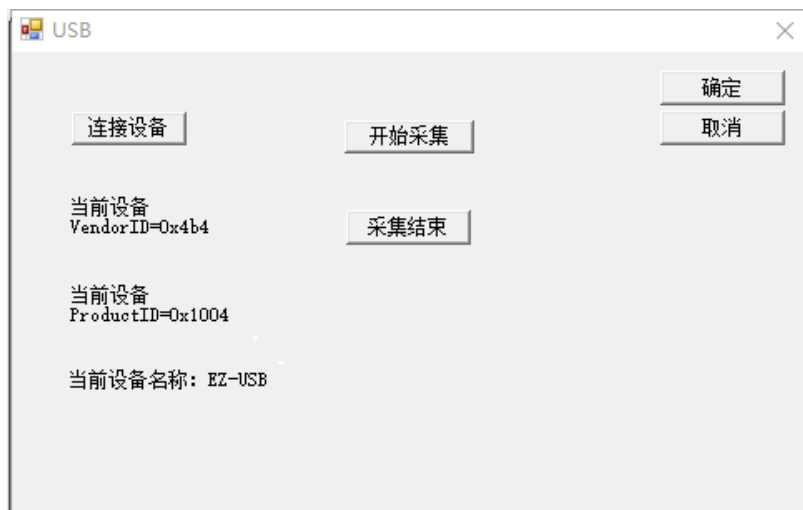 USB
确定
连接设备
开始采集
取消
当前设备
VendorID=0x4b4
采集结束
当前设备
ProductID=0x1004
当前设备名称: EZ-USB